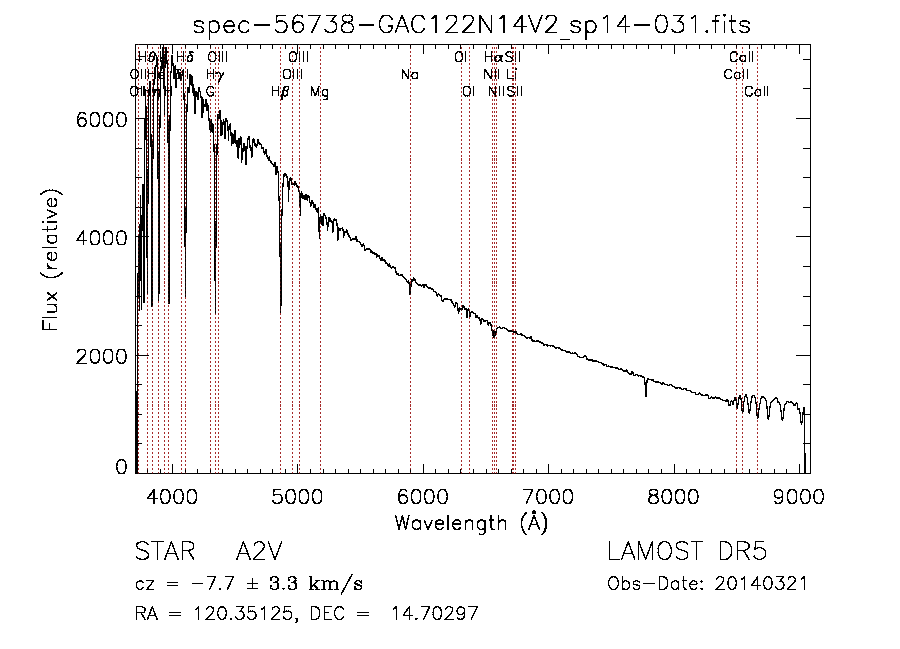 spec-56738-GAC122N14V2_sp14-031.fits
Hδ OIII OIII OI Hα SII CaII
OII Hγ OIII Na NII Li CaII
G Hβ Mg OI NII SII CaII
6000
4000
2000
0
Flux (relative)
4000 5000 6000 7000 8000 9000
Wavelength (Å)
STAR A2V LAMOST DR5
cz = −7.7 ± 3.3 km/s Obs-Date: 20140321
RA = 120.35125, DEC = 14.70297